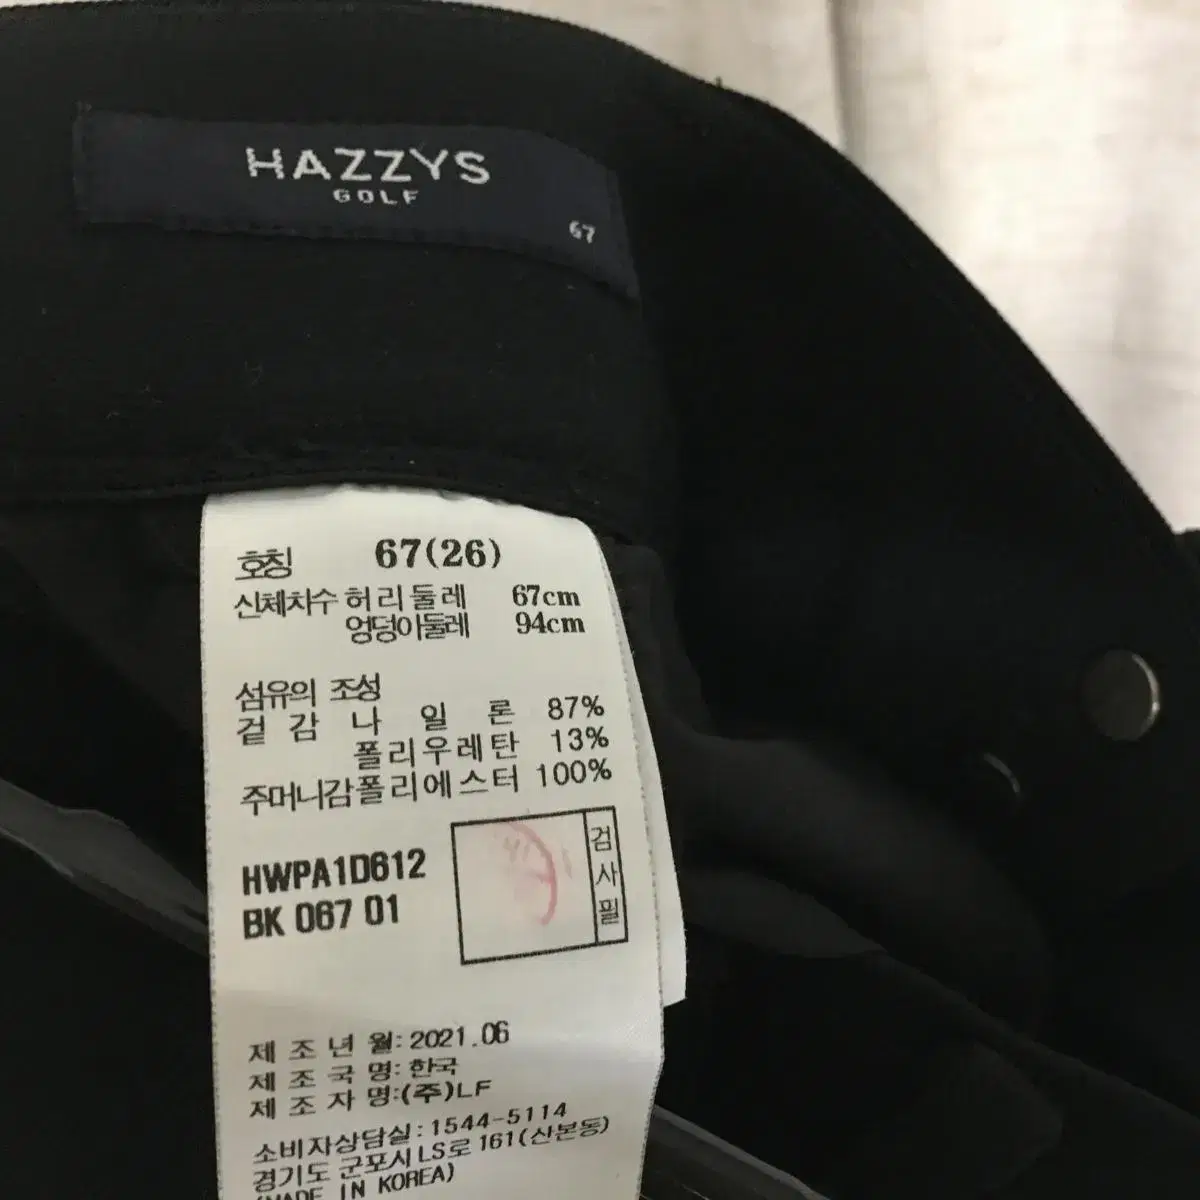 HAZZYS
GOLF
67
호칭 67(26)
신체치수 허리둘레 67cm
엉덩이둘레 94cm
섬유의 조성
겉감 나일론 87%
폴리우레탄 13%
주머니감폴리에스터 100%
HWPA1D612
BK 067 01
검사필
제조년월:2021.06
제조국명:한국
제조자명:(주)LF
소비자상담실:1544-5114
경기도 군포시LS로 161(산본동)
(MADE IN KOREA)